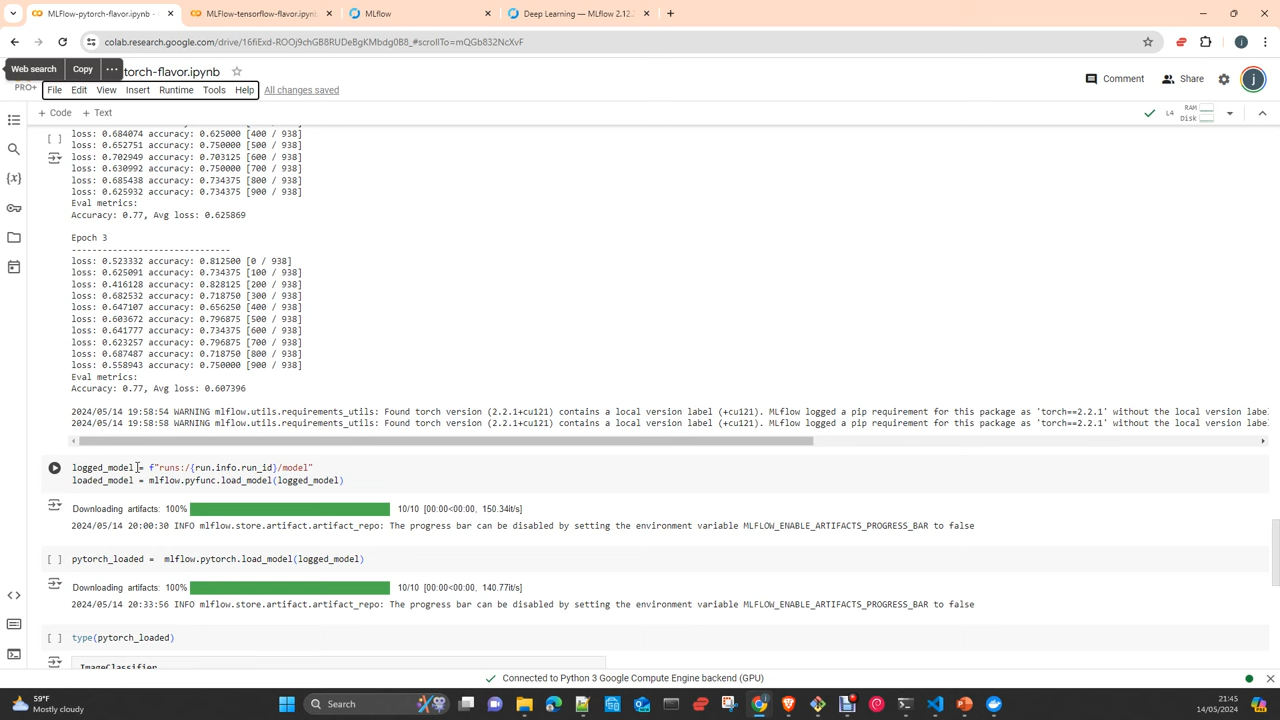 MLFlow-pytorch-flavor.ipynb -
MLFlow-tensorflow-flavor.ipynb
MLflow
Deep Learning — MLflow 2.12.
colab.research.google.com/drive/16fiExd-ROOj9chGB8RUDeBgKMbdg0B8_#scrollTo=mQGb832NcXvF
Web search Copy ...
torch-flavor.ipynb
Comment Share j
PRO+ File Edit View Insert Runtime Tools Help All changes saved
+ Code + Text L4 RAM Disk
loss: 0.684074 accuracy: 0.625000 [400 / 938]
loss: 0.652751 accuracy: 0.750000 [500 / 938]
loss: 0.702949 accuracy: 0.703125 [600 / 938]
loss: 0.630992 accuracy: 0.750000 [700 / 938]
loss: 0.685438 accuracy: 0.734375 [800 / 938]
loss: 0.625932 accuracy: 0.734375 [900 / 938]
Eval metrics:
Accuracy: 0.77, Avg loss: 0.625869
Epoch 3
-------------------------------
loss: 0.523332 accuracy: 0.812500 [0 / 938]
loss: 0.625091 accuracy: 0.734375 [100 / 938]
loss: 0.416128 accuracy: 0.828125 [200 / 938]
loss: 0.682532 accuracy: 0.718750 [300 / 938]
loss: 0.647107 accuracy: 0.656250 [400 / 938]
loss: 0.603672 accuracy: 0.796875 [500 / 938]
loss: 0.641777 accuracy: 0.734375 [600 / 938]
loss: 0.623257 accuracy: 0.796875 [700 / 938]
loss: 0.687487 accuracy: 0.718750 [800 / 938]
loss: 0.558943 accuracy: 0.750000 [900 / 938]
Eval metrics:
Accuracy: 0.77, Avg loss: 0.607396
2024/05/14 19:58:54 WARNING mlflow.utils.requirements_utils: Found torch version (2.2.1+cu121) contains a local version label (+cu121). MLflow logged a pip requirement for this package as 'torch==2.2.1' without the local version label
2024/05/14 19:58:58 WARNING mlflow.utils.requirements_utils: Found torch version (2.2.1+cu121) contains a local version label (+cu121). MLflow logged a pip requirement for this package as 'torch==2.2.1' without the local version label
logged_model = f"runs:/{run.info.run_id}/model"
loaded_model = mlflow.pyfunc.load_model(logged_model)
Downloading artifacts: 100% 10/10 [00:00<00:00, 150.34it/s]
2024/05/14 20:00:30 INFO mlflow.store.artifact.artifact_repo: The progress bar can be disabled by setting the environment variable MLFLOW_ENABLE_ARTIFACTS_PROGRESS_BAR to false
[ ] pytorch_loaded = mlflow.pytorch.load_model(logged_model)
Downloading artifacts: 100% 10/10 [00:00<00:00, 140.77it/s]
2024/05/14 20:33:56 INFO mlflow.store.artifact.artifact_repo: The progress bar can be disabled by setting the environment variable MLFLOW_ENABLE_ARTIFACTS_PROGRESS_BAR to false
[ ] type(pytorch_loaded)
ImageClassifier
Connected to Python 3 Google Compute Engine backend (GPU)
59°F
Mostly cloudy
Search
21:45
14/05/2024